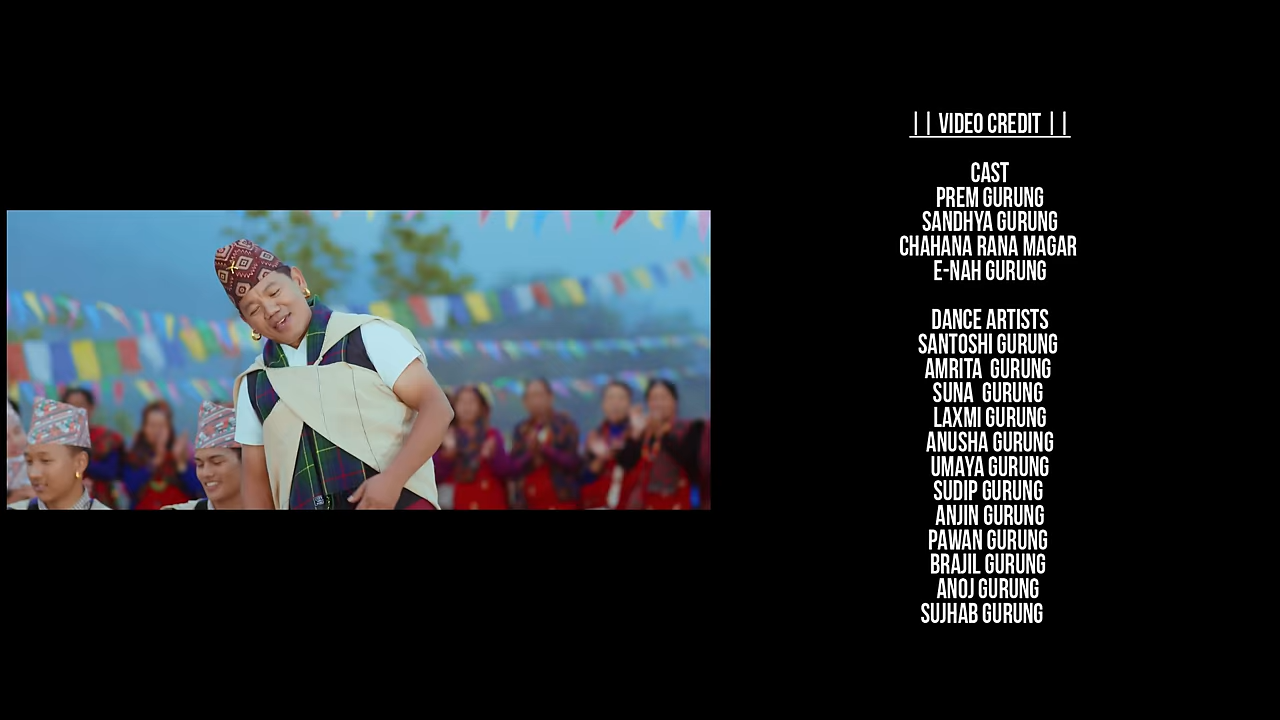 || VIDEO CREDIT ||
CAST
PREM GURUNG
SANDHYA GURUNG
CHAHANA RANA MAGAR
E-NAH GURUNG
DANCE ARTISTS
SANTOSHI GURUNG
AMRITA GURUNG
SUNA GURUNG
LAXMI GURUNG
ANUSHA GURUNG
UMAYA GURUNG
SUDIP GURUNG
ANJIN GURUNG
PAWAN GURUNG
BRAJIL GURUNG
ANOJ GURUNG
SUJHAB GURUNG